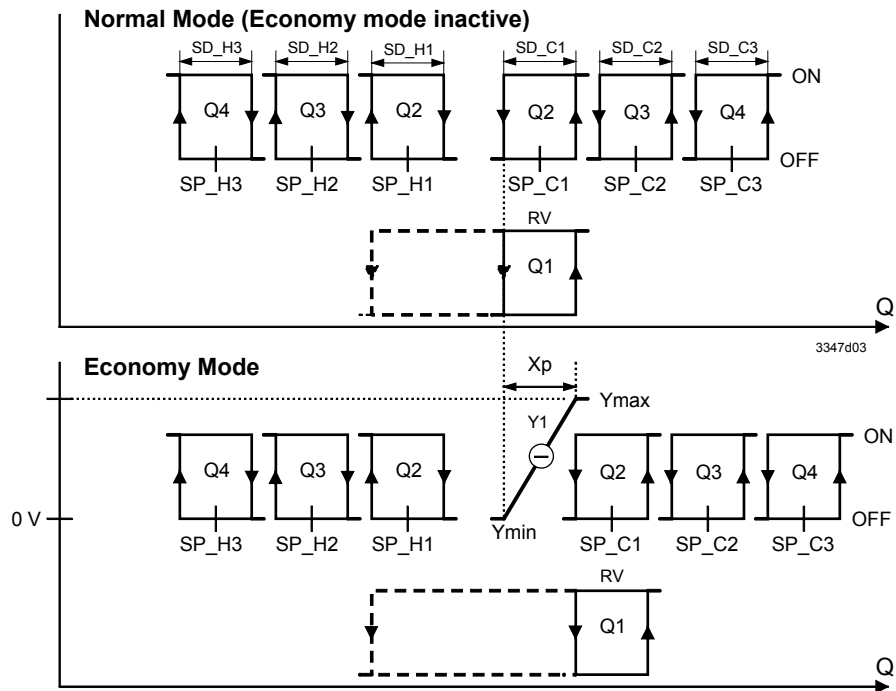 Normal Mode (Economy mode inactive)
SD_H3 SD_H2 SD_H1 SD_C1 SD_C2 SD_C3
ON
Q4 Q3 Q2 Q2 Q3 Q4
OFF
SP_H3 SP_H2 SP_H1 SP_C1 SP_C2 SP_C3
RV
Q1
Q
3347d03
Economy Mode
Xp
Ymax
Y1
ON
Q4 Q3 Q2 Q2 Q3 Q4
0 V
OFF
Ymin
SP_H3 SP_H2 SP_H1 SP_C1 SP_C2 SP_C3
RV
Q1
Q